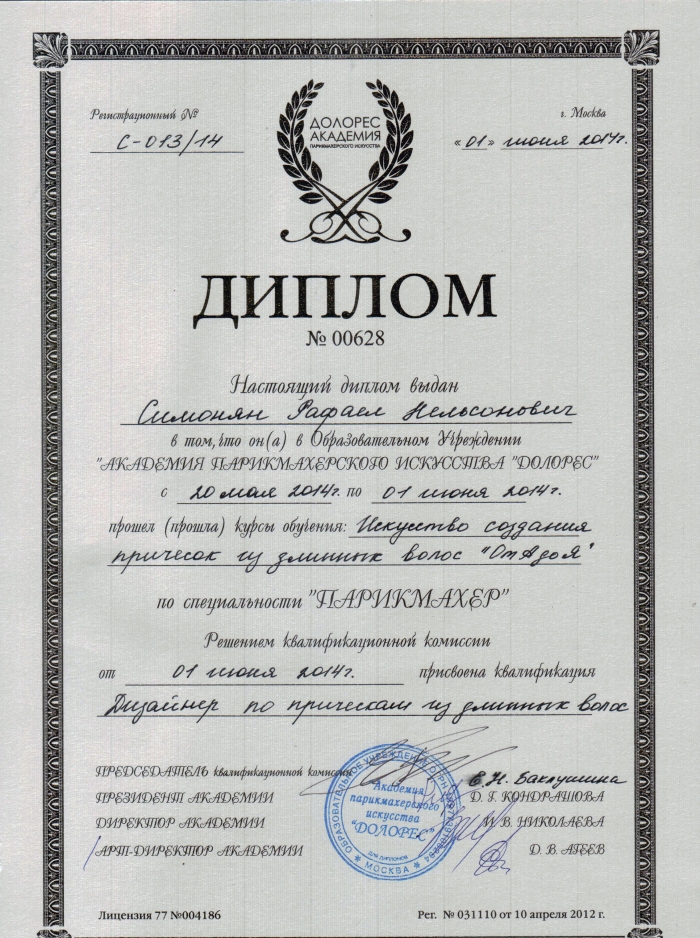 ДОЛОРЕС
АКАДЕМИЯ
ПАРИКМАХЕРСКОГО ИСКУССТВА
Регистрационный №
С-013/14
г. Москва
«01» июня 2014г.
ДИПЛОМ
№ 00628
Настоящий диплом выдан
Симонян Рафаел Нельсонович
в том, что он(а) в Образовательном Учреждении
"АКАДЕМИЯ ПАРИКМАХЕРСКОГО ИСКУССТВА "ДОЛОРЕС"
с 20 мая 2014г. по 01 июня 2014г.
прошел (прошла) курсы обучения: Искусство создания
причесок из длинных волос "От А до Я"
по специальности "ПАРИКМАХЕР"
Решением квалификационной комиссии
от 01 июня 2014г. присвоена квалификация
Дизайнер по прическам из длинных волос
ПРЕДСЕДАТЕЛЬ квалификационной комиссии Е.Н. Баклушина
ПРЕЗИДЕНТ АКАДЕМИИ Д. Г. КОНДРАШОВА
ДИРЕКТОР АКАДЕМИИ И. В. НИКОЛАЕВА
АРТ-ДИРЕКТОР АКАДЕМИИ Д. В. АГЕЕВ
ОБРАЗОВАТЕЛЬНОЕ УЧРЕЖДЕНИЕ
Академия
парикмахерского
искусства
"ДОЛОРЕС"
Для дипломов
МОСКВА
Лицензия 77 №004186
Рег. № 031110 от 10 апреля 2012 г.